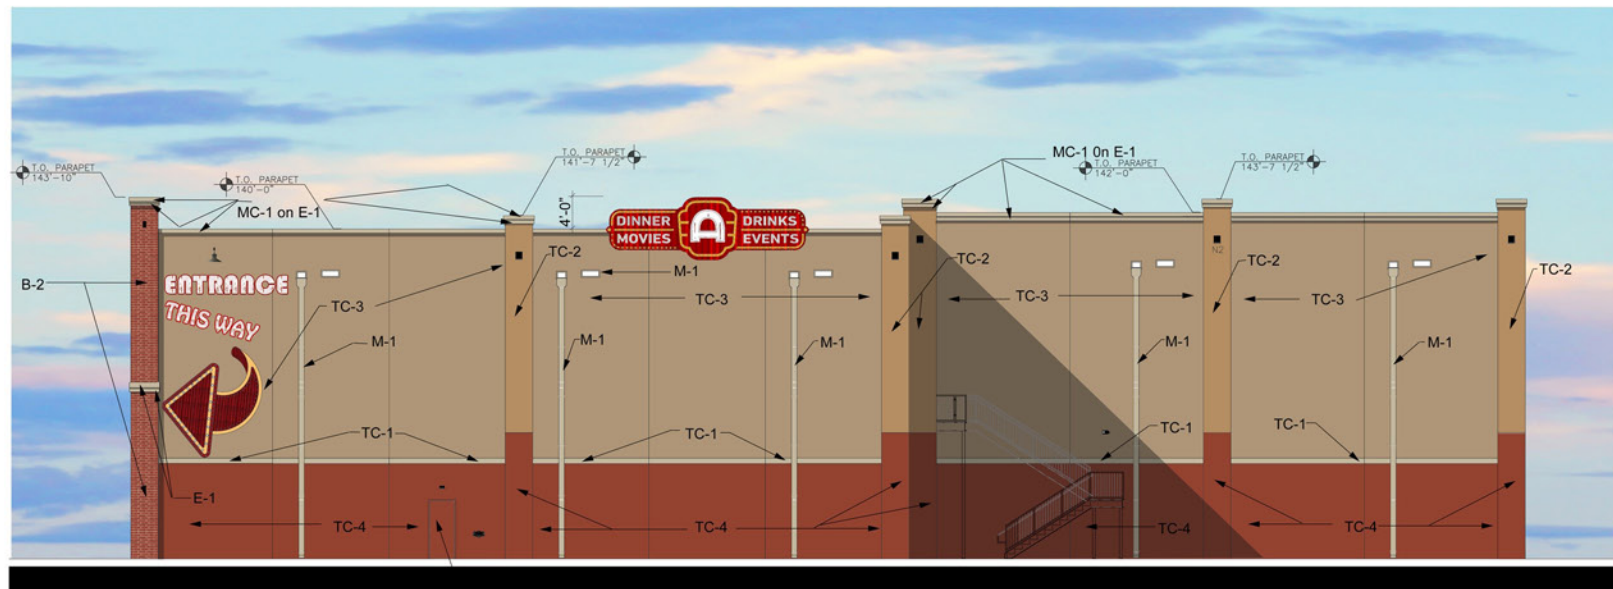 MC-1 0n E-1
T.O. PARAPET
141'-7 1/2"
T.O. PARAPET
143'-7 1/2"
T.O. PARAPET
143'-10"
T.O. PARAPET
142'-0"
T.O. PARAPET
140'-0"
MC-1 on E-1
4'-0"
DINNER
MOVIES
A
DRINKS
EVENTS
N2
TC-2
TC-2
TC-2
TC-2
M-1
B-2
ENTRANCE
THIS WAY
TC-3
TC-3
TC-3
TC-3
M-1
M-1
M-1
M-1
M-1
TC-1
TC-1
TC-1
TC-1
E-1
TC-4
TC-4
TC-4
TC-4